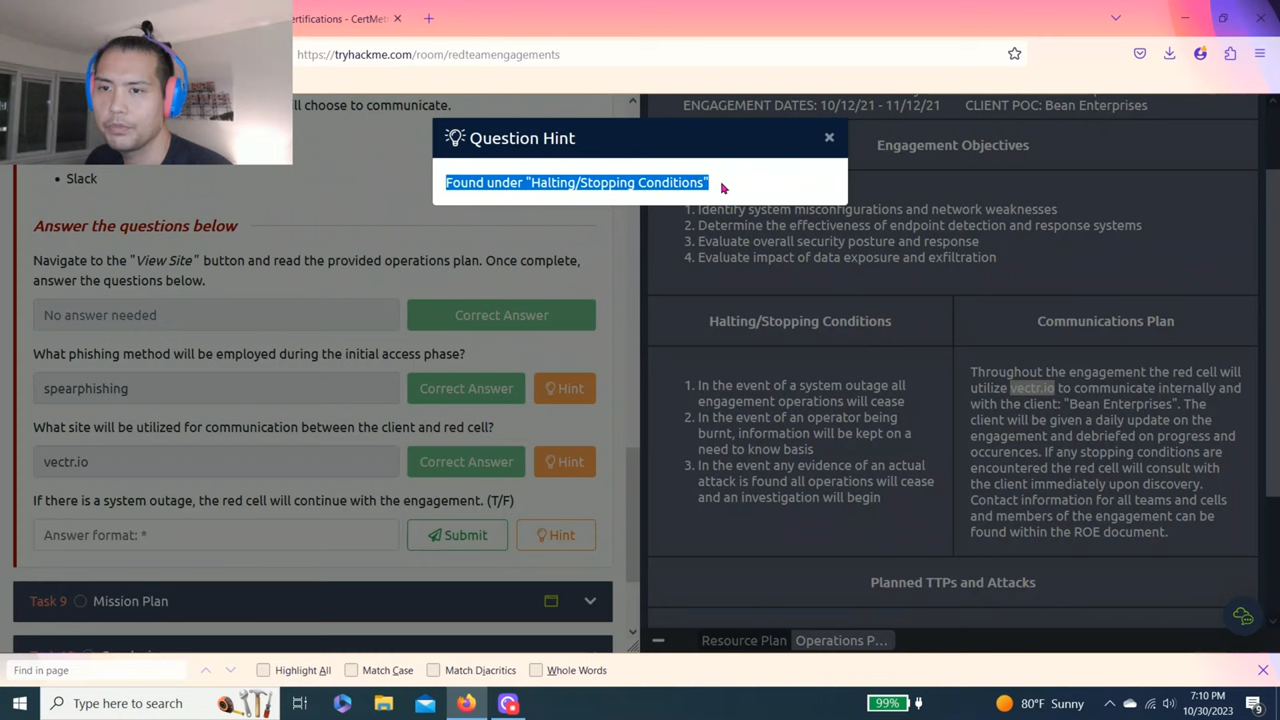 ertifications - CertMet
https://tryhackme.com/room/redteamengagements
ll choose to communicate.
Slack
Answer the questions below
Navigate to the "View Site" button and read the provided operations plan. Once complete,
answer the questions below.
No answer needed
Correct Answer
What phishing method will be employed during the initial access phase?
spearphishing
Correct Answer
Hint
What site will be utilized for communication between the client and red cell?
vectr.io
Correct Answer
Hint
If there is a system outage, the red cell will continue with the engagement. (T/F)
Answer format: *
Submit
Hint
Task 9
Mission Plan
Question Hint
Found under "Halting/Stopping Conditions"
ENGAGEMENT DATES: 10/12/21 - 11/12/21
CLIENT POC: Bean Enterprises
Engagement Objectives
1. Identify system misconfigurations and network weaknesses
2. Determine the effectiveness of endpoint detection and response systems
3. Evaluate overall security posture and response
4. Evaluate impact of data exposure and exfiltration
Halting/Stopping Conditions
1. In the event of a system outage all
engagement operations will cease
2. In the event of an operator being
burnt, information will be kept on a
need to know basis
3. In the event any evidence of an actual
attack is found all operations will cease
and an investigation will begin
Communications Plan
Throughout the engagement the red cell will
utilize vectr.io to communicate internally and
with the client: "Bean Enterprises". The
client will be given a daily update on the
engagement and debriefed on progress and
occurences. If any stopping conditions are
encountered the red cell will consult with
the client immediately upon discovery.
Contact information for all teams and cells
and members of the engagement can be
found within the ROE document.
Planned TTPs and Attacks
Resource Plan
Operations P...
Find in page
Highlight All
Match Case
Match Diacritics
Whole Words
Type here to search
99%
80°F Sunny
7:10 PM
10/30/2023
9